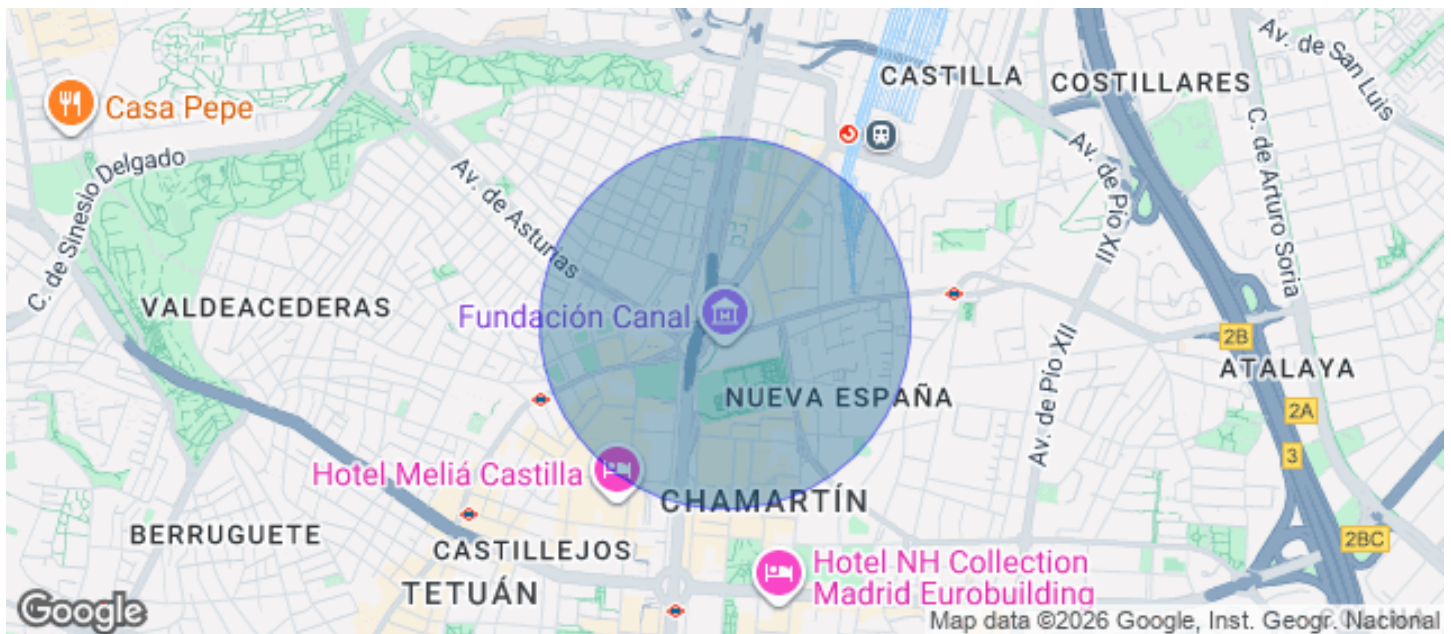 CASTILLA
COSTILLARES
Av. de San Luis
Casa Pepe
C. de Sinesio Delgado
Av. de Asturias
Av. de Pio XII
C. de Arturo Soria
VALDEACEDERAS
Fundación Canal
2B
ATALAYA
NUEVA ESPAÑA
2A
Av. de Pio XII
3
Hotel Meliá Castilla
CHAMARTÍN
BERRUGUETE
CASTILLEJOS
2BC
TETUÁN
Hotel NH Collection
Madrid Eurobuilding
Google
Map data ©2026 Google, Inst. Geogr. Nacional